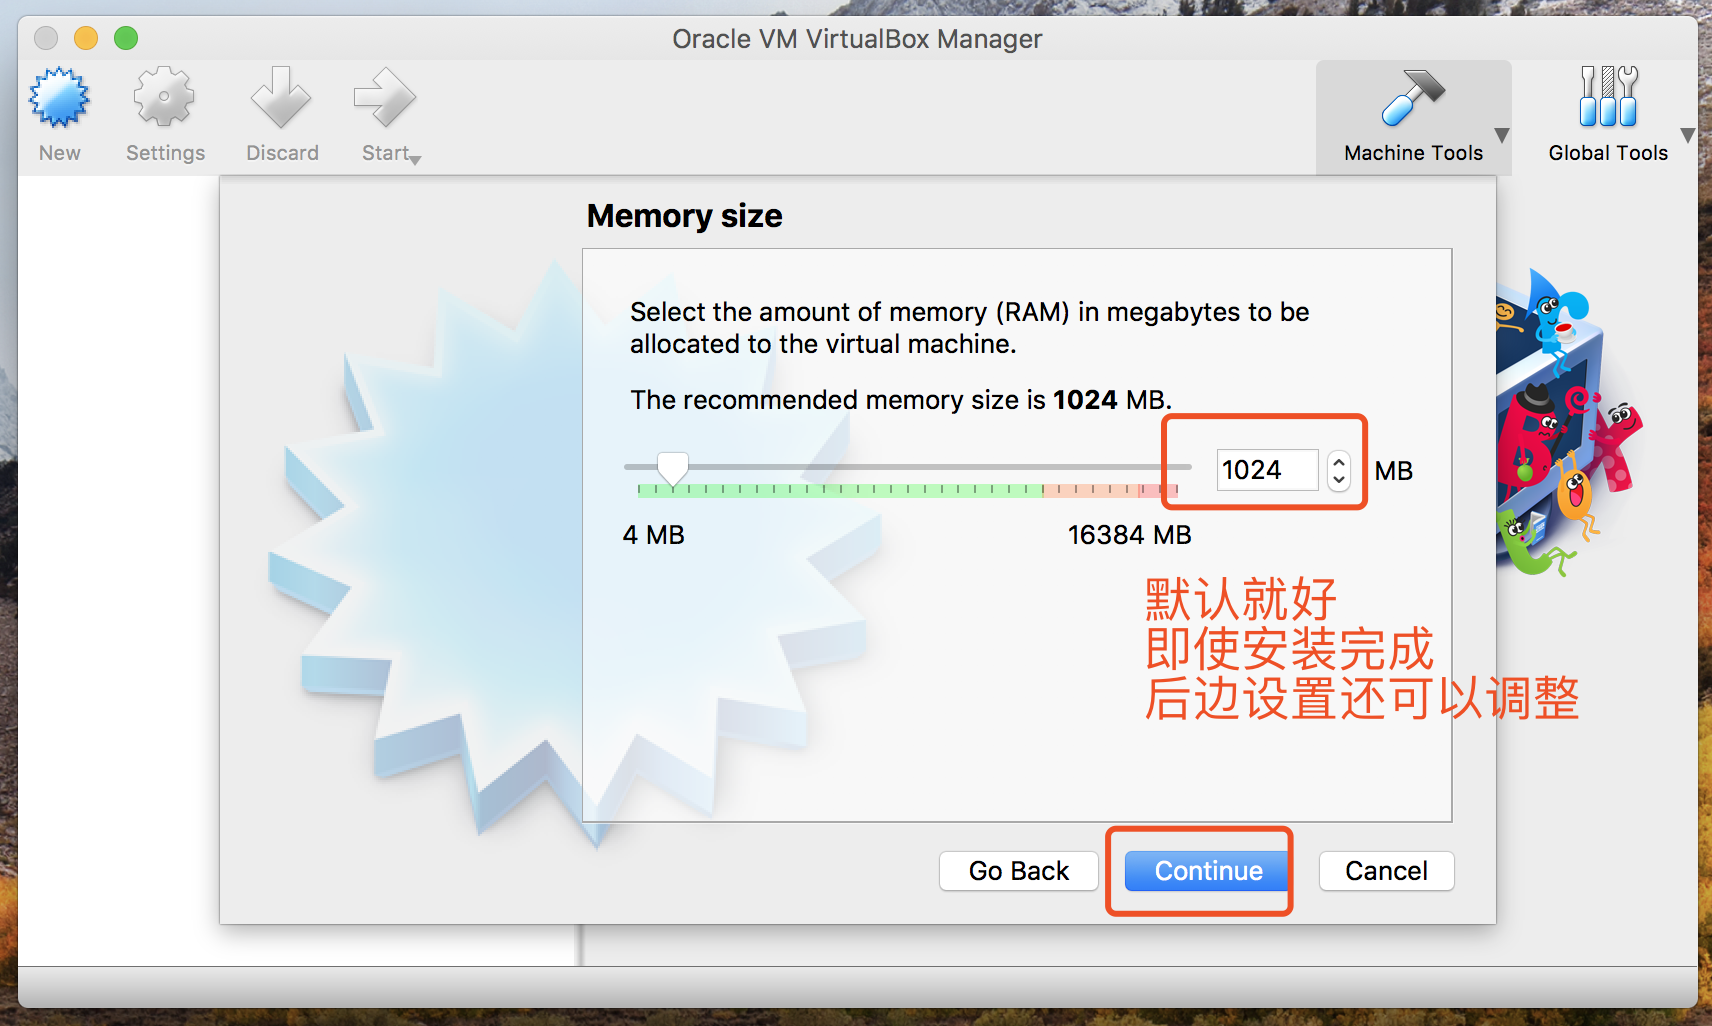 Oracle VM VirtualBox Manager
New
Settings
Discard
Start
Machine Tools
Global Tools
Memory size
Select the amount of memory (RAM) in megabytes to be
allocated to the virtual machine.
The recommended memory size is 1024 MB.
1024
MB
4 MB
16384 MB
默认就好
即使安装完成
后边设置还可以调整
Go Back
Continue
Cancel